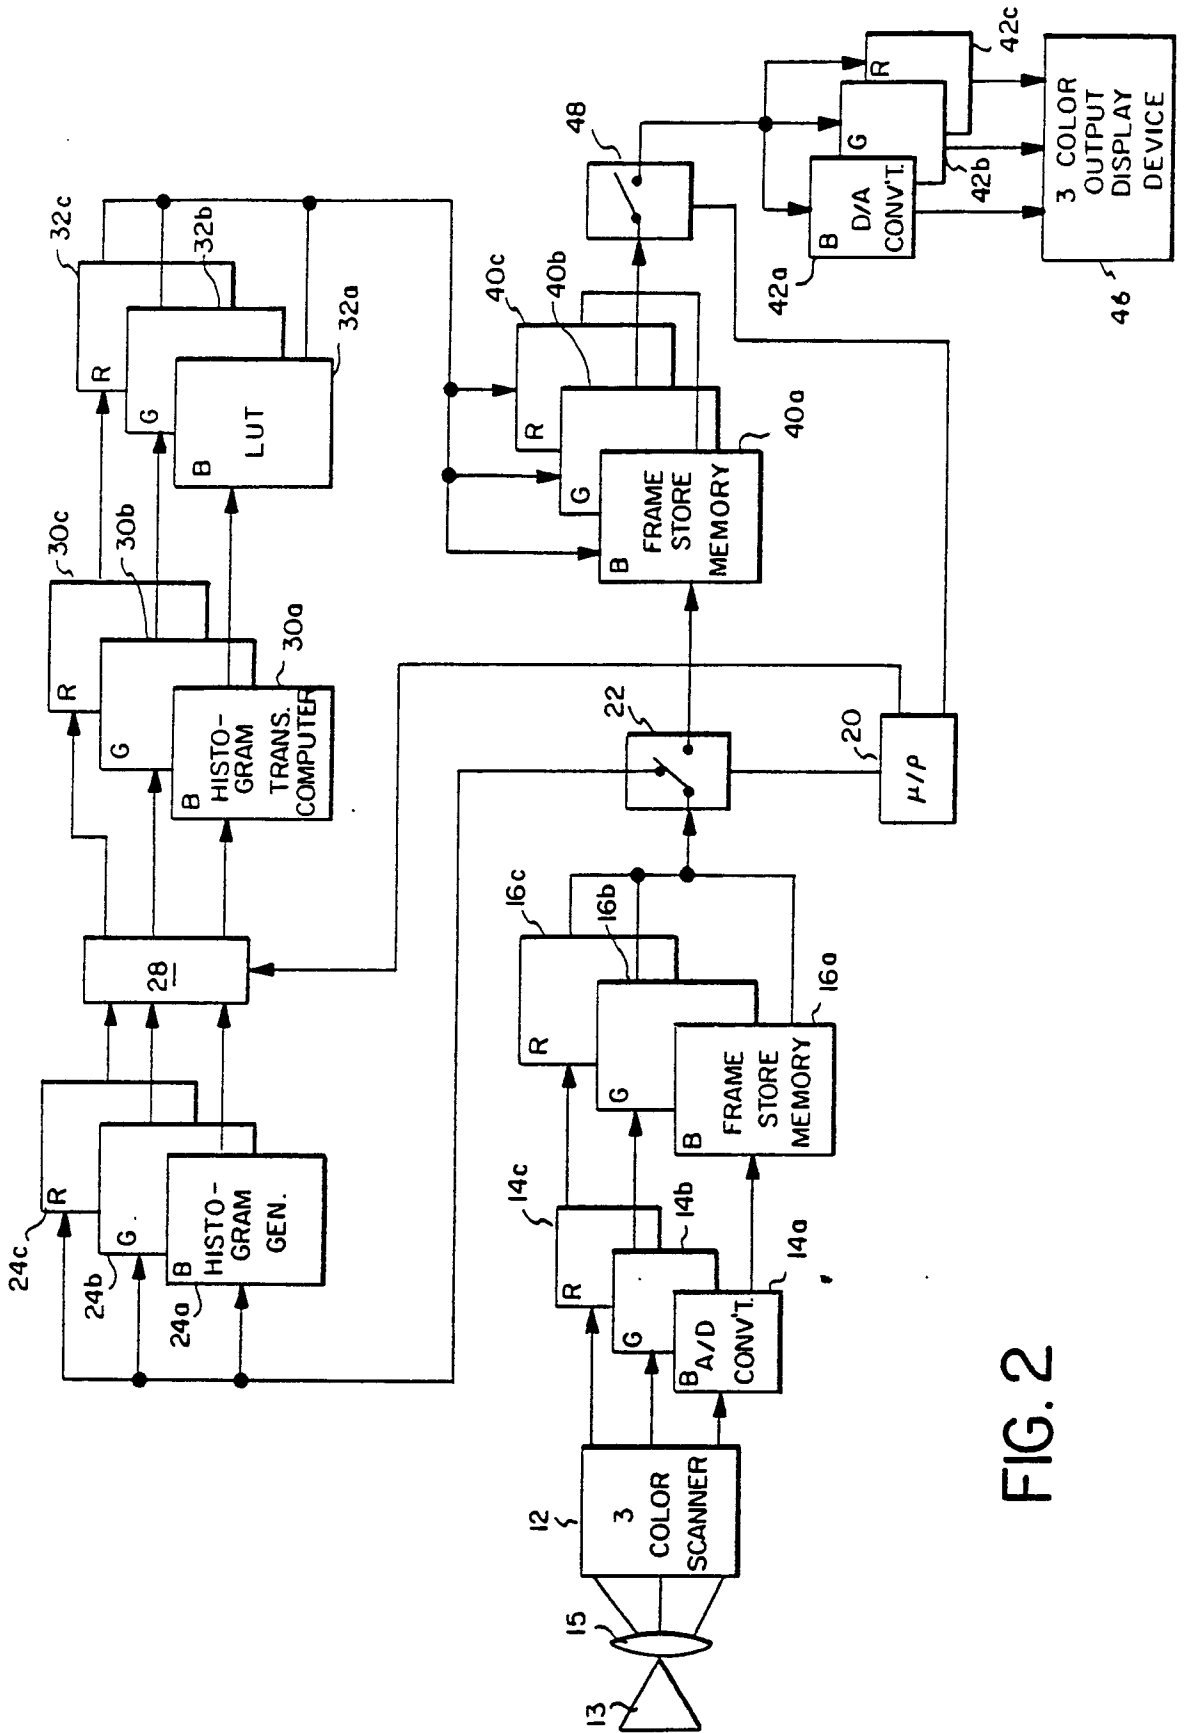 24c
R
24b
G
24a
B
HISTO-
GRAM
GEN.
28
30c
R
30b
G
30a
B
HISTO-
GRAM
TRANS.
COMPUTER
32c
R
32b
G
32a
B
LUT
13
15
12
3
COLOR
SCANNER
14c
R
14b
G
14a
B
A/D
CONV'T.
16c
R
16b
G
16a
B
FRAME
STORE
MEMORY
22
20
μ/P
40c
R
40b
G
40a
B
FRAME
STORE
MEMORY
48
42c
R
42b
G
42a
B
D/A
CONV'T.
46
3 COLOR
OUTPUT
DISPLAY
DEVICE
FIG. 2